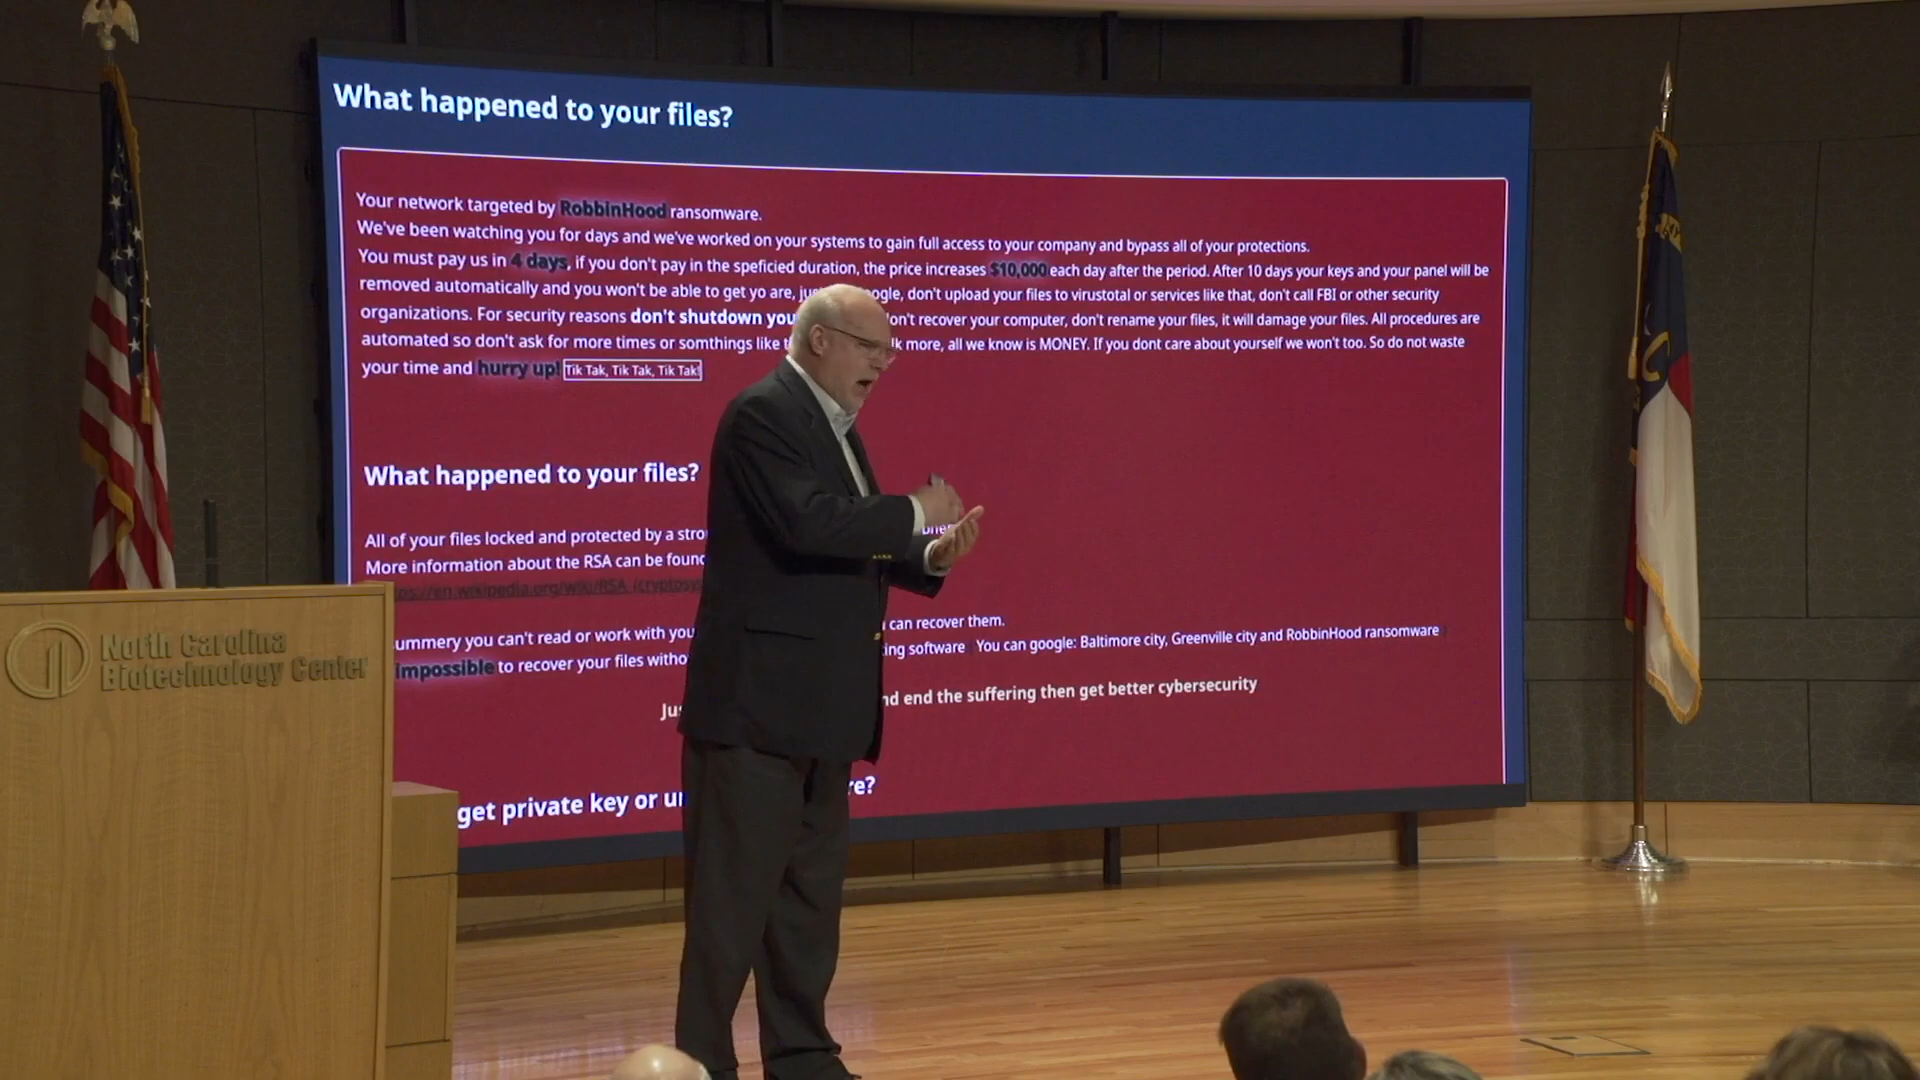 What happened to your files?
Your network targeted by RobbinHood ransomware.
We've been watching you for days and we've worked on your systems to gain full access to your company and bypass all of your protections.
You must pay us in 4 days, if you don't pay in the speficied duration, the price increases $10,000 each day after the period. After 10 days your keys and your panel will be
removed automatically and you won't be able to get yo are, google, don't upload your files to virustotal or services like that, don't call FBI or other security
organizations. For security reasons don't shutdown you don't recover your computer, don't rename your files, it will damage your files. All procedures are
automated so don't ask for more times or somthings like more, all we know is MONEY. If you dont care about yourself we won't too. So do not waste
your time and hurry up! Tik Tak, Tik Tak, Tik Tak!
What happened to your files?
All of your files locked and protected by a
More information about the RSA can be found
en.wikipedia.org/wiki/RSA
North Carolina
Biotechnology Center
can recover them.
summery you can't read or work with software You can google: Baltimore city, Greenville city and RobbinHood ransomware
impossible to recover your files
end the suffering then get better cybersecurity
get private key or